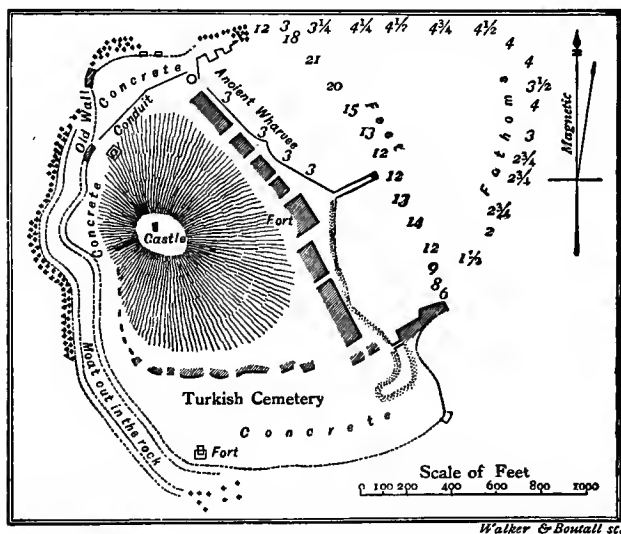 12 3 3¼ 4¼ 4½ 4¾ 4½ 4
18
21
20
15
13
12
Feet
4
3½
4
3
2¾
2¾
2¾
2
1½
Fathoms
Magnetic
Concrete
Old Wall
Conduit
Ancient Wharves
3
3
3
3
12
13
14
12
9
8
6
Fort
Castle
Concrete
Moat cut in the rock
Turkish Cemetery
Concrete
Fort
Scale of Feet
0 100 200 400 600 800 1000
Walker & Boutall sc.